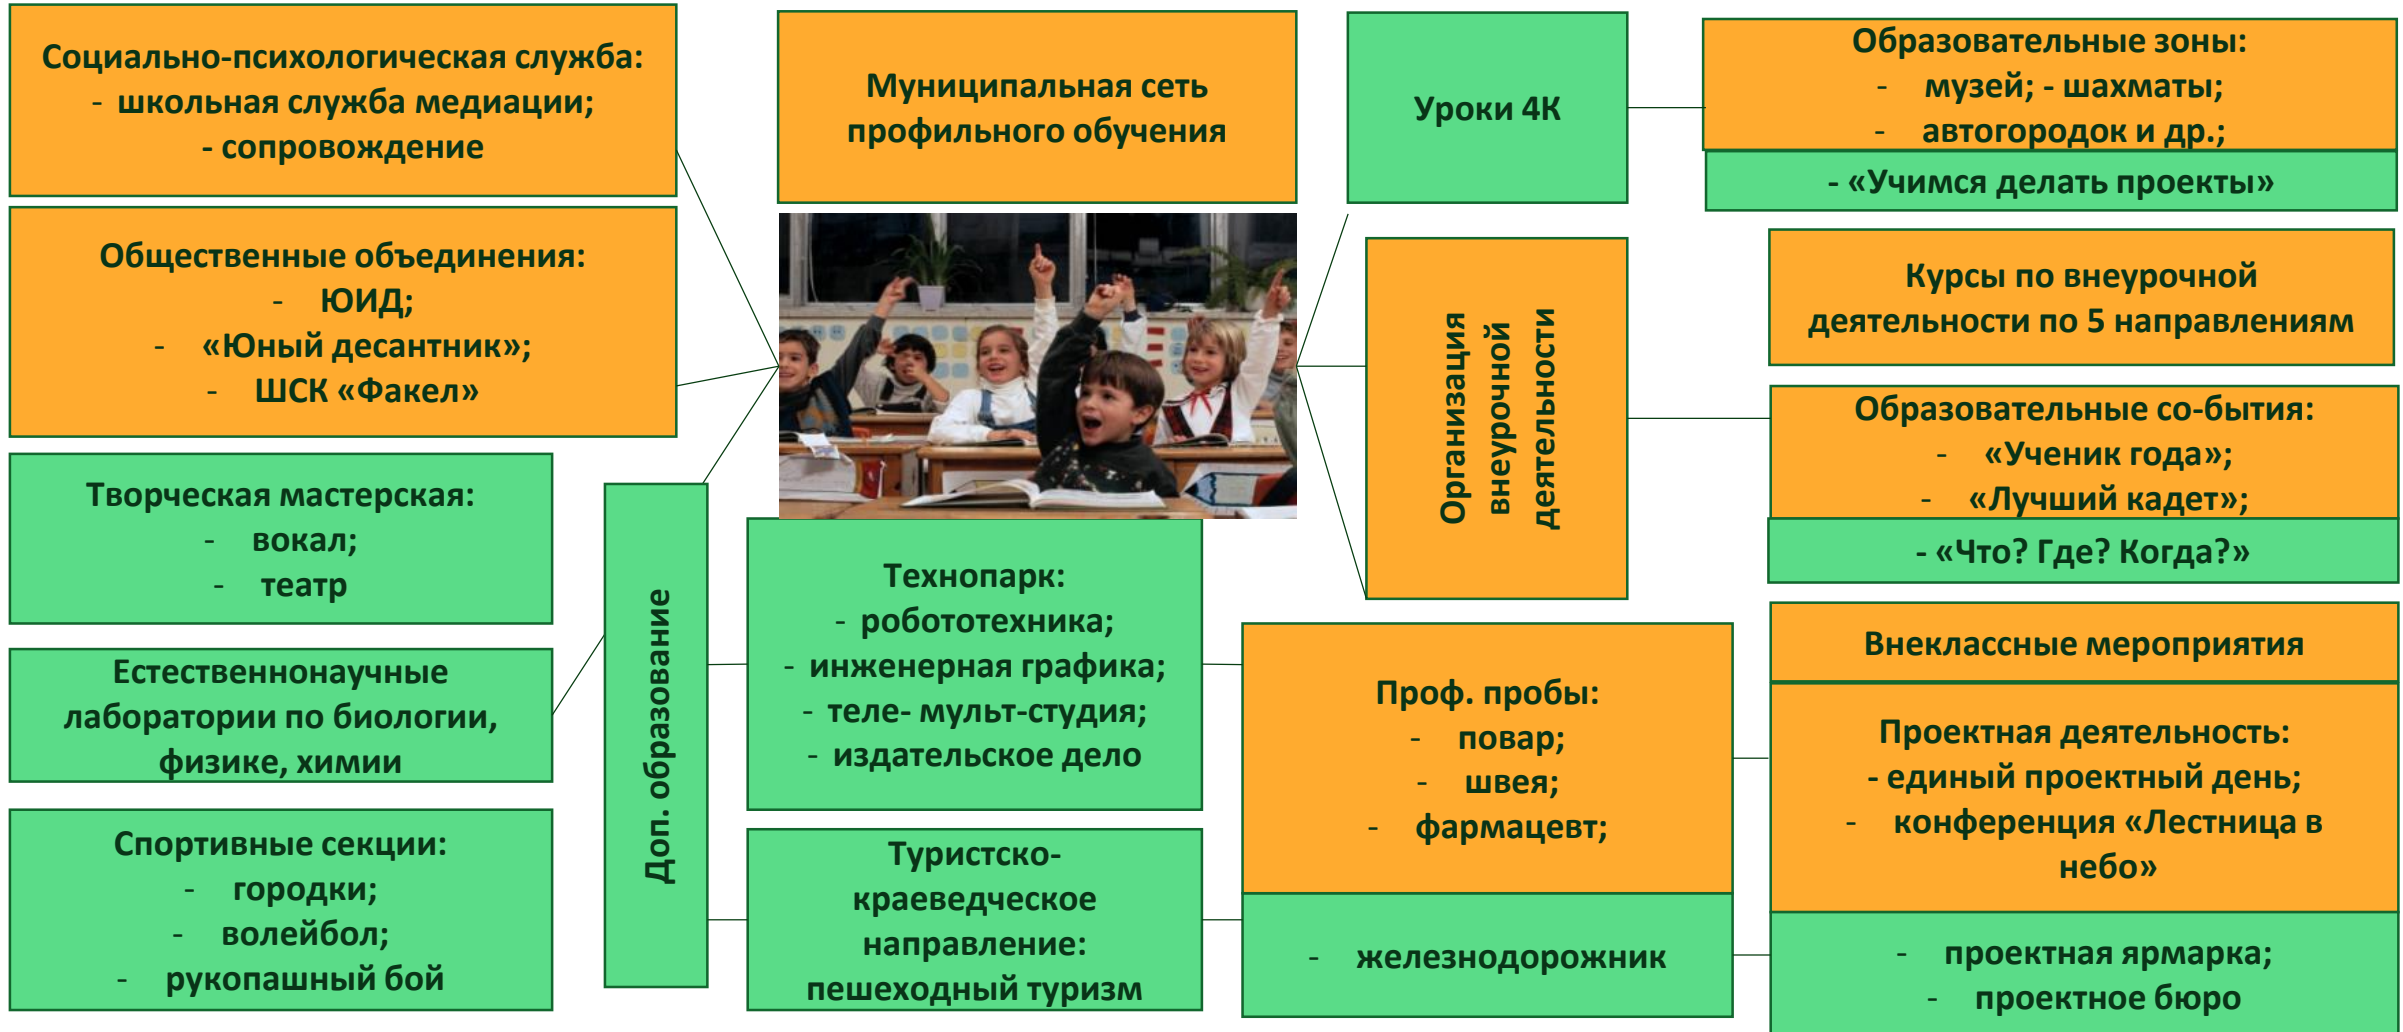 Социально-психологическая служба:
- школьная служба медиации;
- сопровождение
Общественные объединения:
- ЮИД;
- «Юный десантник»;
- ШСК «Факел»
Творческая мастерская:
- вокал;
- театр
Естественнонаучные
лаборатории по биологии,
физике, химии
Спортивные секции:
- городки;
- волейбол;
- рукопашный бой
Доп. образование
Муниципальная сеть
профильного обучения
Технопарк:
- робототехника;
- инженерная графика;
- теле- мульт-студия;
- издательское дело
Туристско-
краеведческое
направление:
пешеходный туризм
Уроки 4К
Организация
внеурочной
деятельности
Проф. пробы:
- повар;
- швея;
- фармацевт;
- железнодорожник
Образовательные зоны:
- музей; - шахматы;
- автогородок и др.;
- «Учимся делать проекты»
Курсы по внеурочной
деятельности по 5 направлениям
Образовательные со-бытия:
- «Ученик года»;
- «Лучший кадет»;
- «Что? Где? Когда?»
Внеклассные мероприятия
Проектная деятельность:
- единый проектный день;
- конференция «Лестница в
небо»
- проектная ярмарка;
- проектное бюро